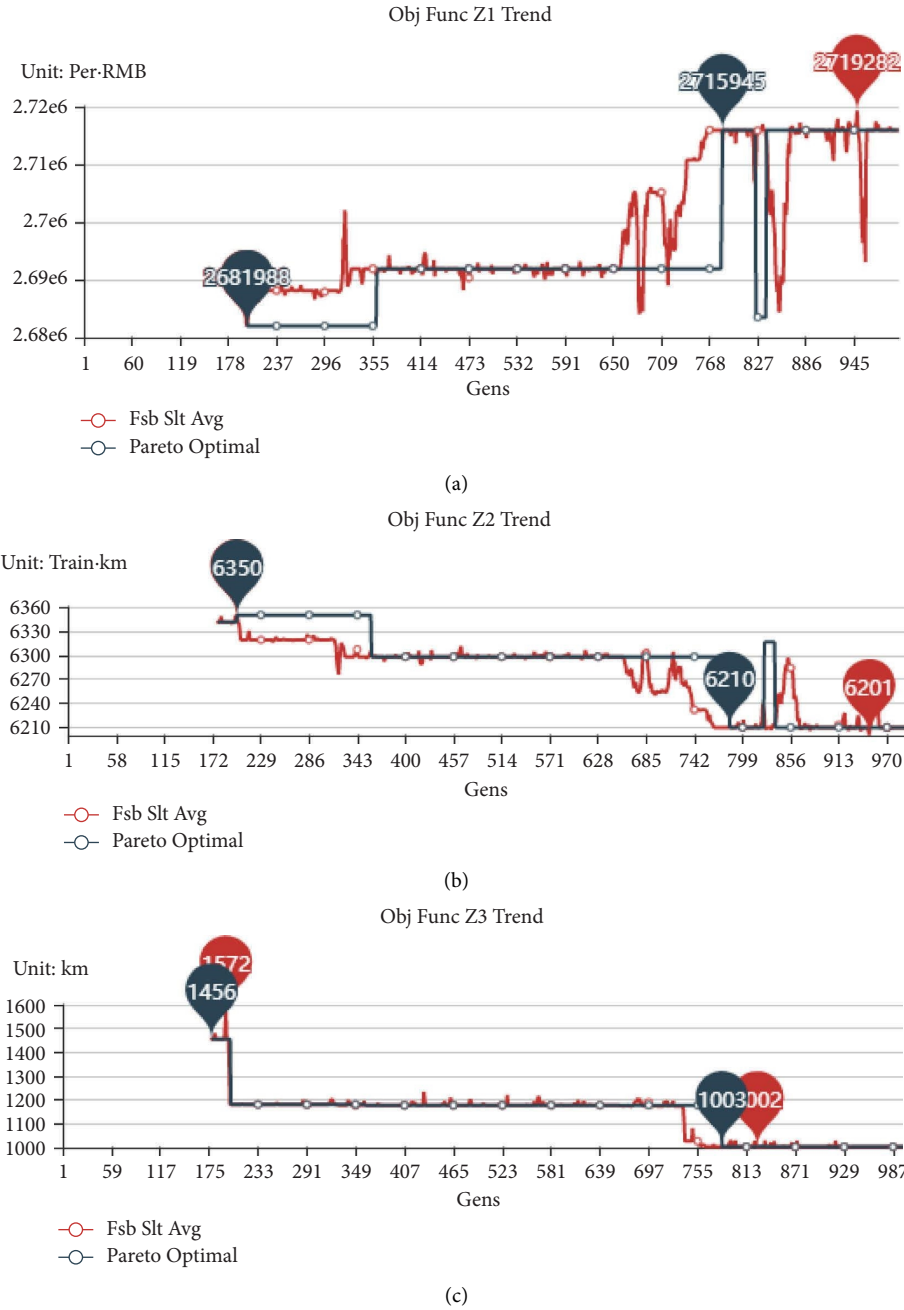 Obj Func Z1 Trend
Unit: Per·RMB
2715945
2719282
2681988
2.72e6
2.71e6
2.7e6
2.69e6
2.68e6
1 60 119 178 237 296 355 414 473 532 591 650 709 768 827 886 945
Gens
Fsb Slt Avg
Pareto Optimal
(a)
Obj Func Z2 Trend
Unit: Train·km
6350
6210
6201
6360
6330
6300
6270
6240
6210
1 58 115 172 229 286 343 400 457 514 571 628 685 742 799 856 913 970
Gens
Fsb Slt Avg
Pareto Optimal
(b)
Obj Func Z3 Trend
Unit: km
1572
1456
1003
002
1600
1500
1400
1300
1200
1100
1000
1 59 117 175 233 291 349 407 465 523 581 639 697 755 813 871 929 987
Gens
Fsb Slt Avg
Pareto Optimal
(c)